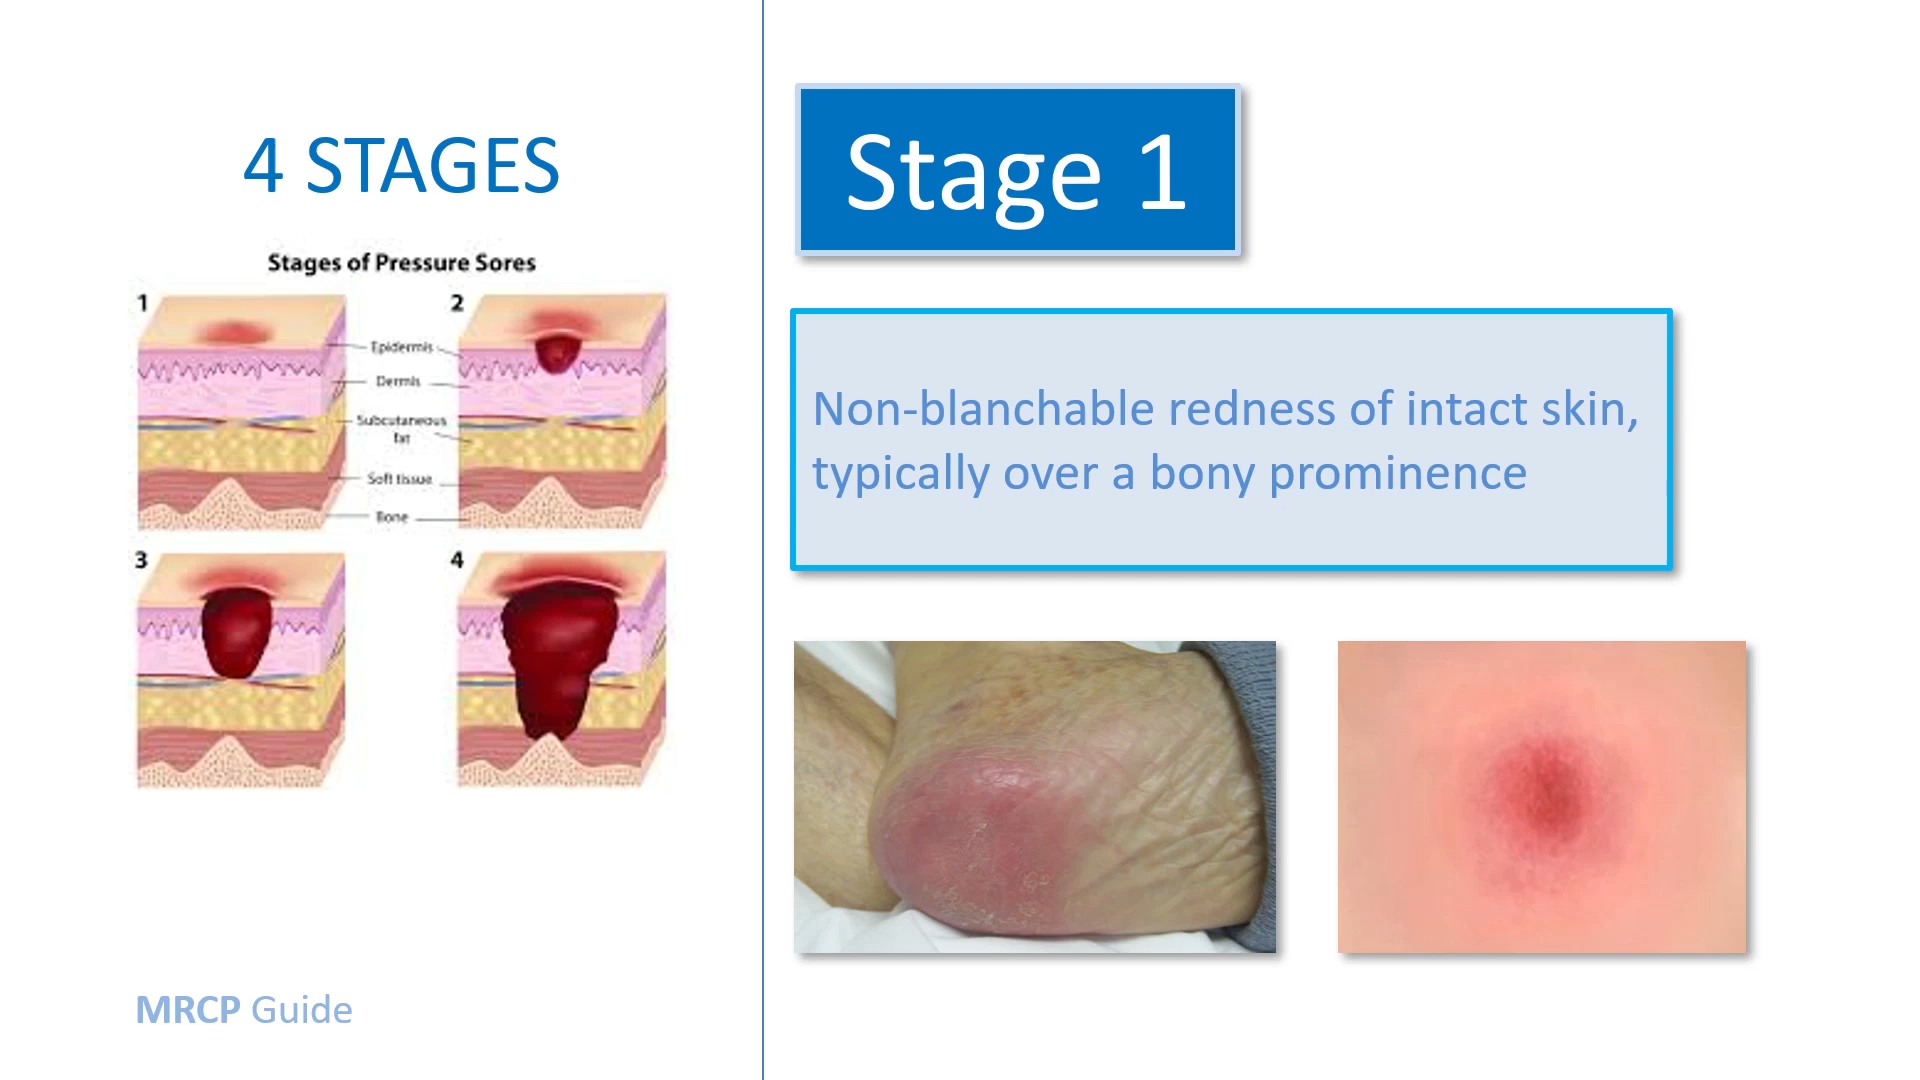 4 STAGES
Stages of Pressure Sores
1
2
Epidermis
Dermis
Subcutaneous
fat
Soft tissue
Bone
3
4
MRCP Guide
Stage 1
Non-blanchable redness of intact skin,
typically over a bony prominence